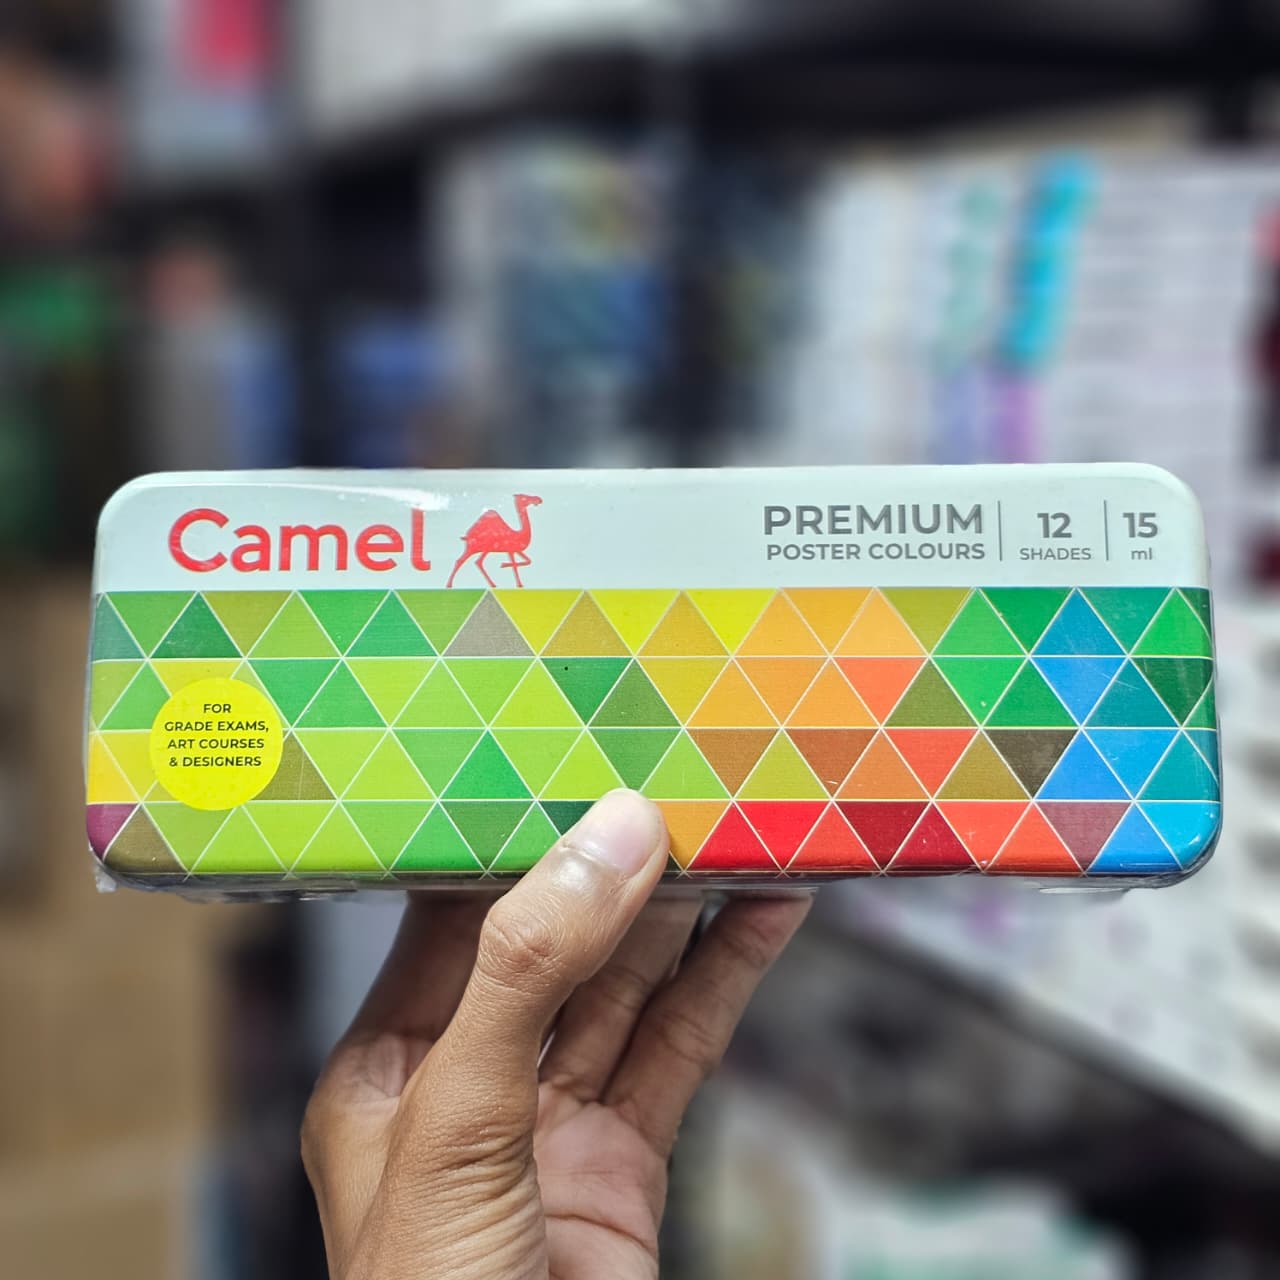 Camel
PREMIUM
POSTER COLOURS
12
SHADES
15
ml
FOR
GRADE EXAMS,
ART COURSES
& DESIGNERS